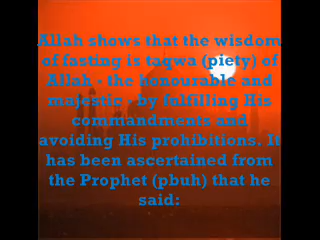 Allah shows that the wisdom
of fasting is taqwa (piety) of
Allah - the honourable and
majestic - by fulfilling His
commandments and
avoiding His prohibitions. It
has been ascertained from
the Prophet (pbuh) that he
said: